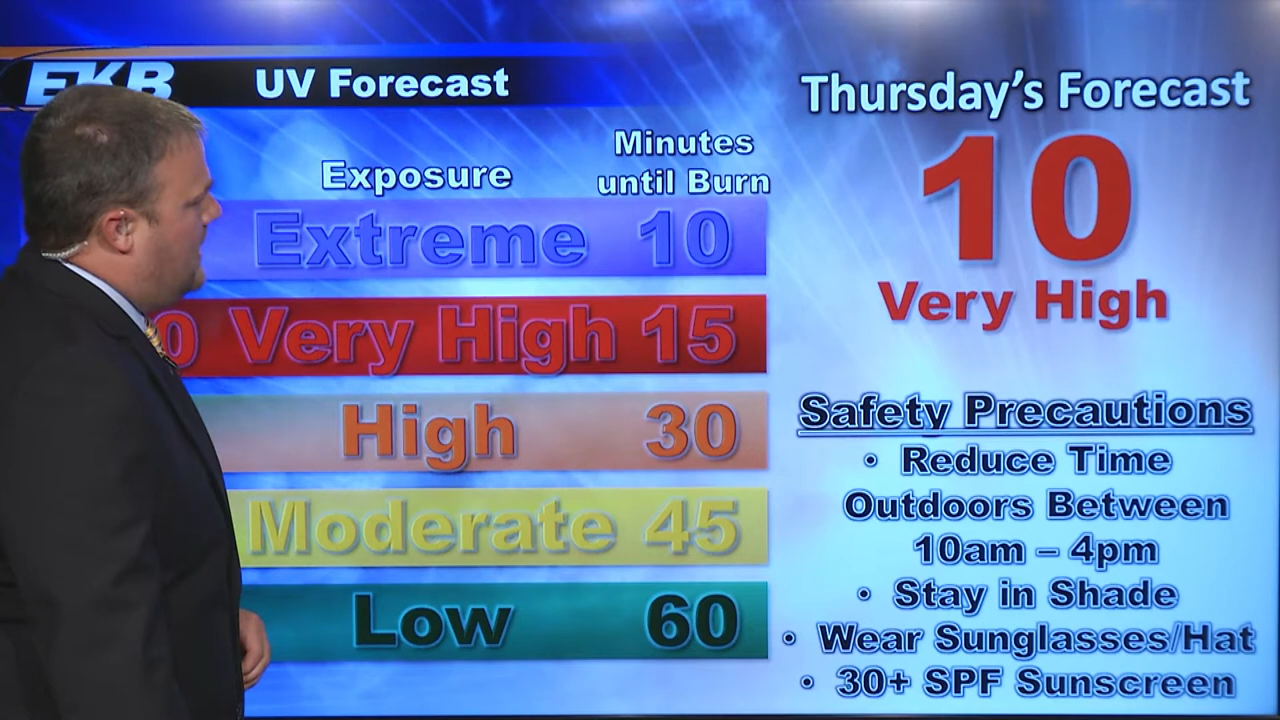 EKB UV Forecast
Exposure
Minutes
until Burn
Extreme 10
0 Very High 15
High 30
Moderate 45
Low 60
Thursday's Forecast
10
Very High
Safety Precautions
• Reduce Time
Outdoors Between
10am – 4pm
• Stay in Shade
• Wear Sunglasses/Hat
• 30+ SPF Sunscreen